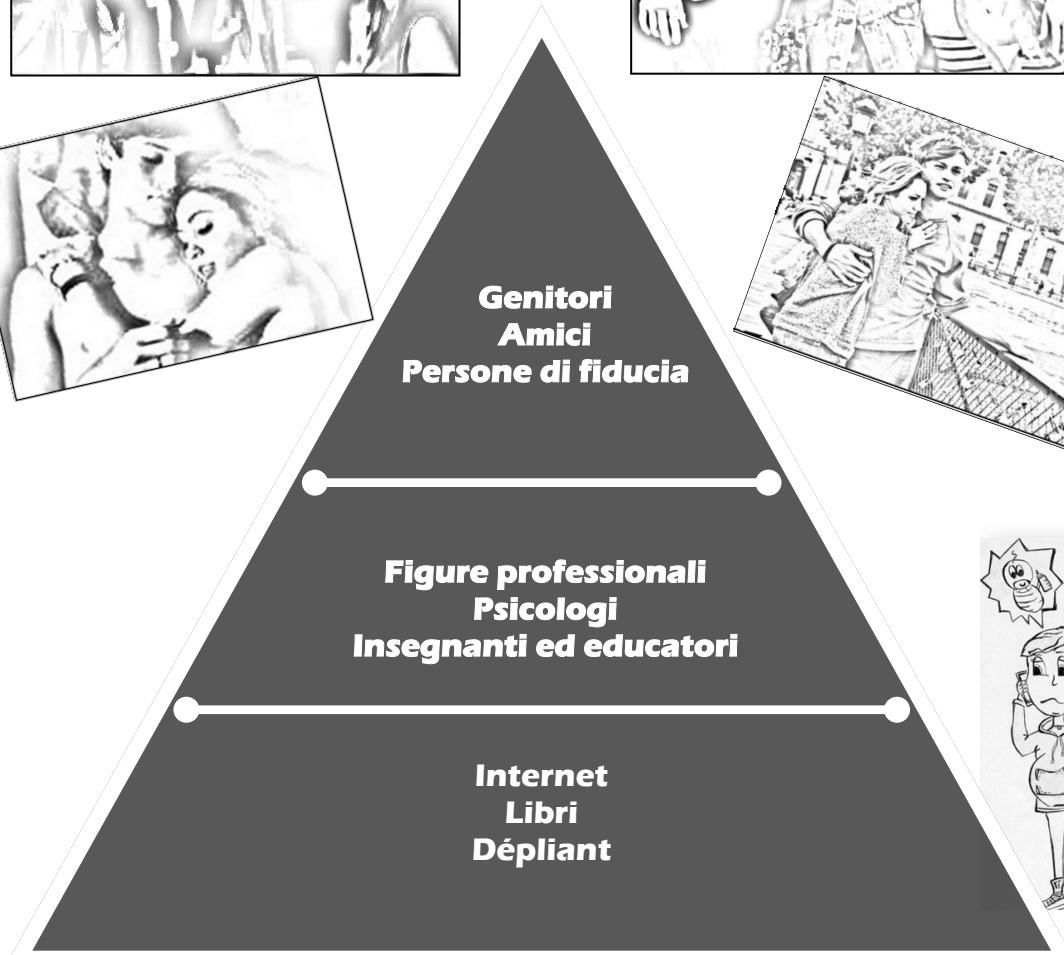 Genitori
Amici
Persone di fiducia
Figure professionali
Psicologi
Insegnanti ed educatori
Internet
Libri
Dépliant